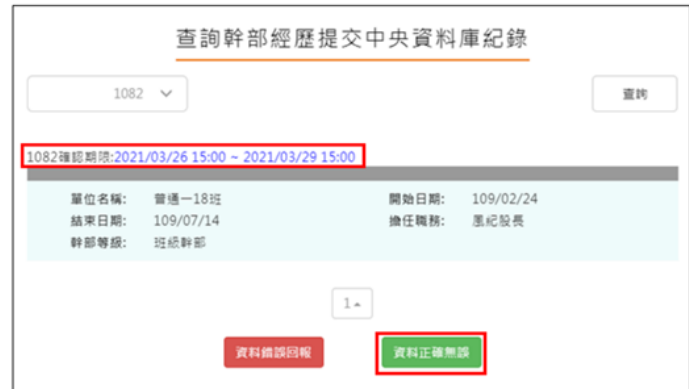 查詢幹部經歷提交中央資料庫紀錄
1082
查詢
1082確認期限:2021/03/26 15:00 ~ 2021/03/29 15:00
單位名稱: 普通一18班 開始日期: 109/02/24
結束日期: 109/07/14 擔任職務: 風紀股長
幹部等級: 班級幹部
1
資料錯誤回報 資料正確無誤